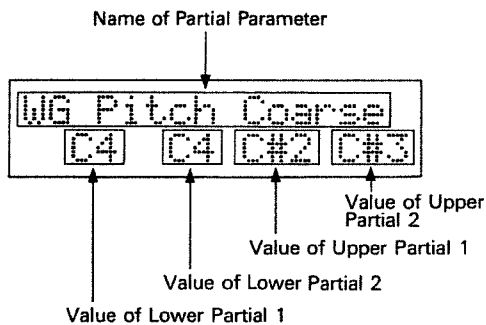 Name of Partial Parameter
WG Pitch Coarse
C4 C4 C#2 C#3
Value of Upper
Partial 2
Value of Upper Partial 1
Value of Lower Partial 2
Value of Lower Partial 1